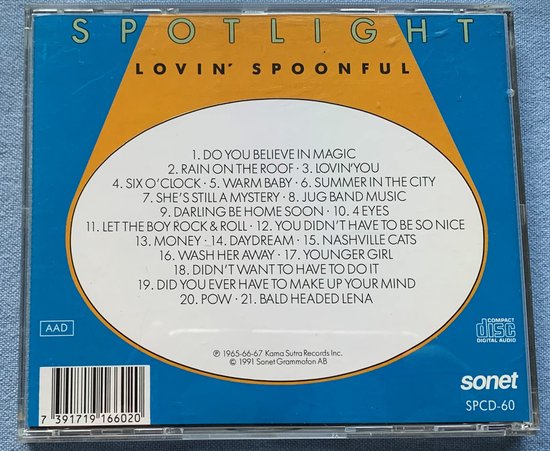 SPOTLIGHT
LOVIN' SPOONFUL
1. DO YOU BELIEVE IN MAGIC
2. RAIN ON THE ROOF · 3. LOVIN'YOU
4. SIX O'CLOCK · 5. WARM BABY · 6. SUMMER IN THE CITY
7. SHE'S STILL A MYSTERY · 8. JUG BAND MUSIC
9. DARLING BE HOME SOON · 10. 4 EYES
11. LET THE BOY ROCK & ROLL · 12. YOU DIDN'T HAVE TO BE SO NICE
13. MONEY · 14. DAYDREAM · 15. NASHVILLE CATS
16. WASH HER AWAY · 17. YOUNGER GIRL
18. DIDN'T WANT TO HAVE TO DO IT
19. DID YOU EVER HAVE TO MAKE UP YOUR MIND
20. POW · 21. BALD HEADED LENA
AAD
COMPACT
disc
DIGITAL AUDIO
℗ 1965-66-67 Kama Sutra Records Inc.
© 1991 Sonet Grammofon AB
sonet
SPCD-60
7 391719 166020